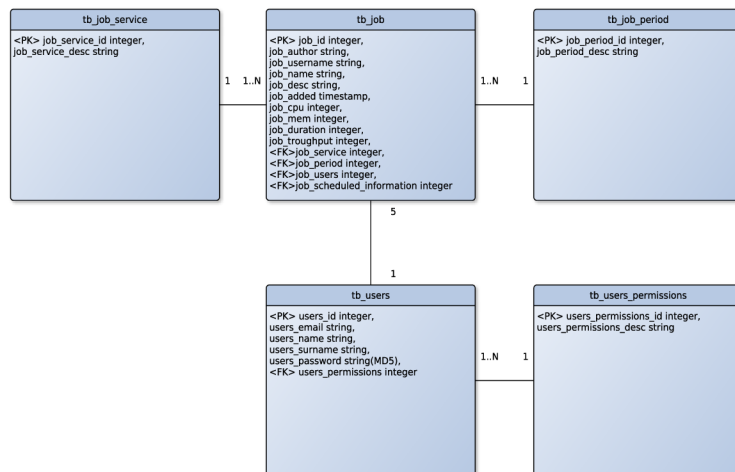 tb_job_service
<PK> job_service_id integer,
job_service_desc string
1 1..N
tb_job
<PK> job_id integer,
job_author string,
job_username string,
job_name string,
job_desc string,
job_added timestamp,
job_cpu integer,
job_mem integer,
job_duration integer,
job_troughput integer,
<FK>job_service integer,
<FK>job_period integer,
<FK>job_users integer,
<FK>job_scheduled_information integer
1..N 1
tb_job_period
<PK> job_period_id integer,
job_period_desc string
5
1
tb_users
<PK> users_id integer,
users_email string,
users_name string,
users_surname string,
users_password string(MD5),
<FK> users_permissions integer
1..N 1
tb_users_permissions
<PK> users_permissions_id integer,
users_permissions_desc string